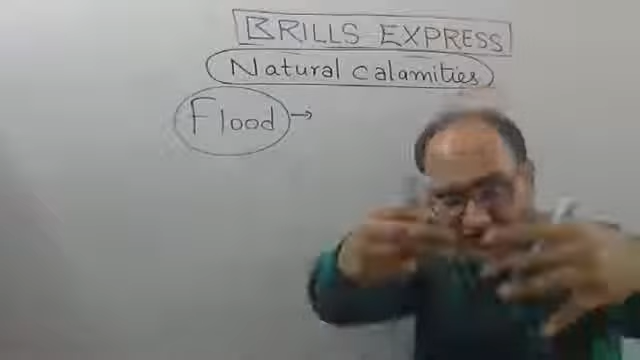 BRILLS EXPRESS
Natural calamities
Flood →